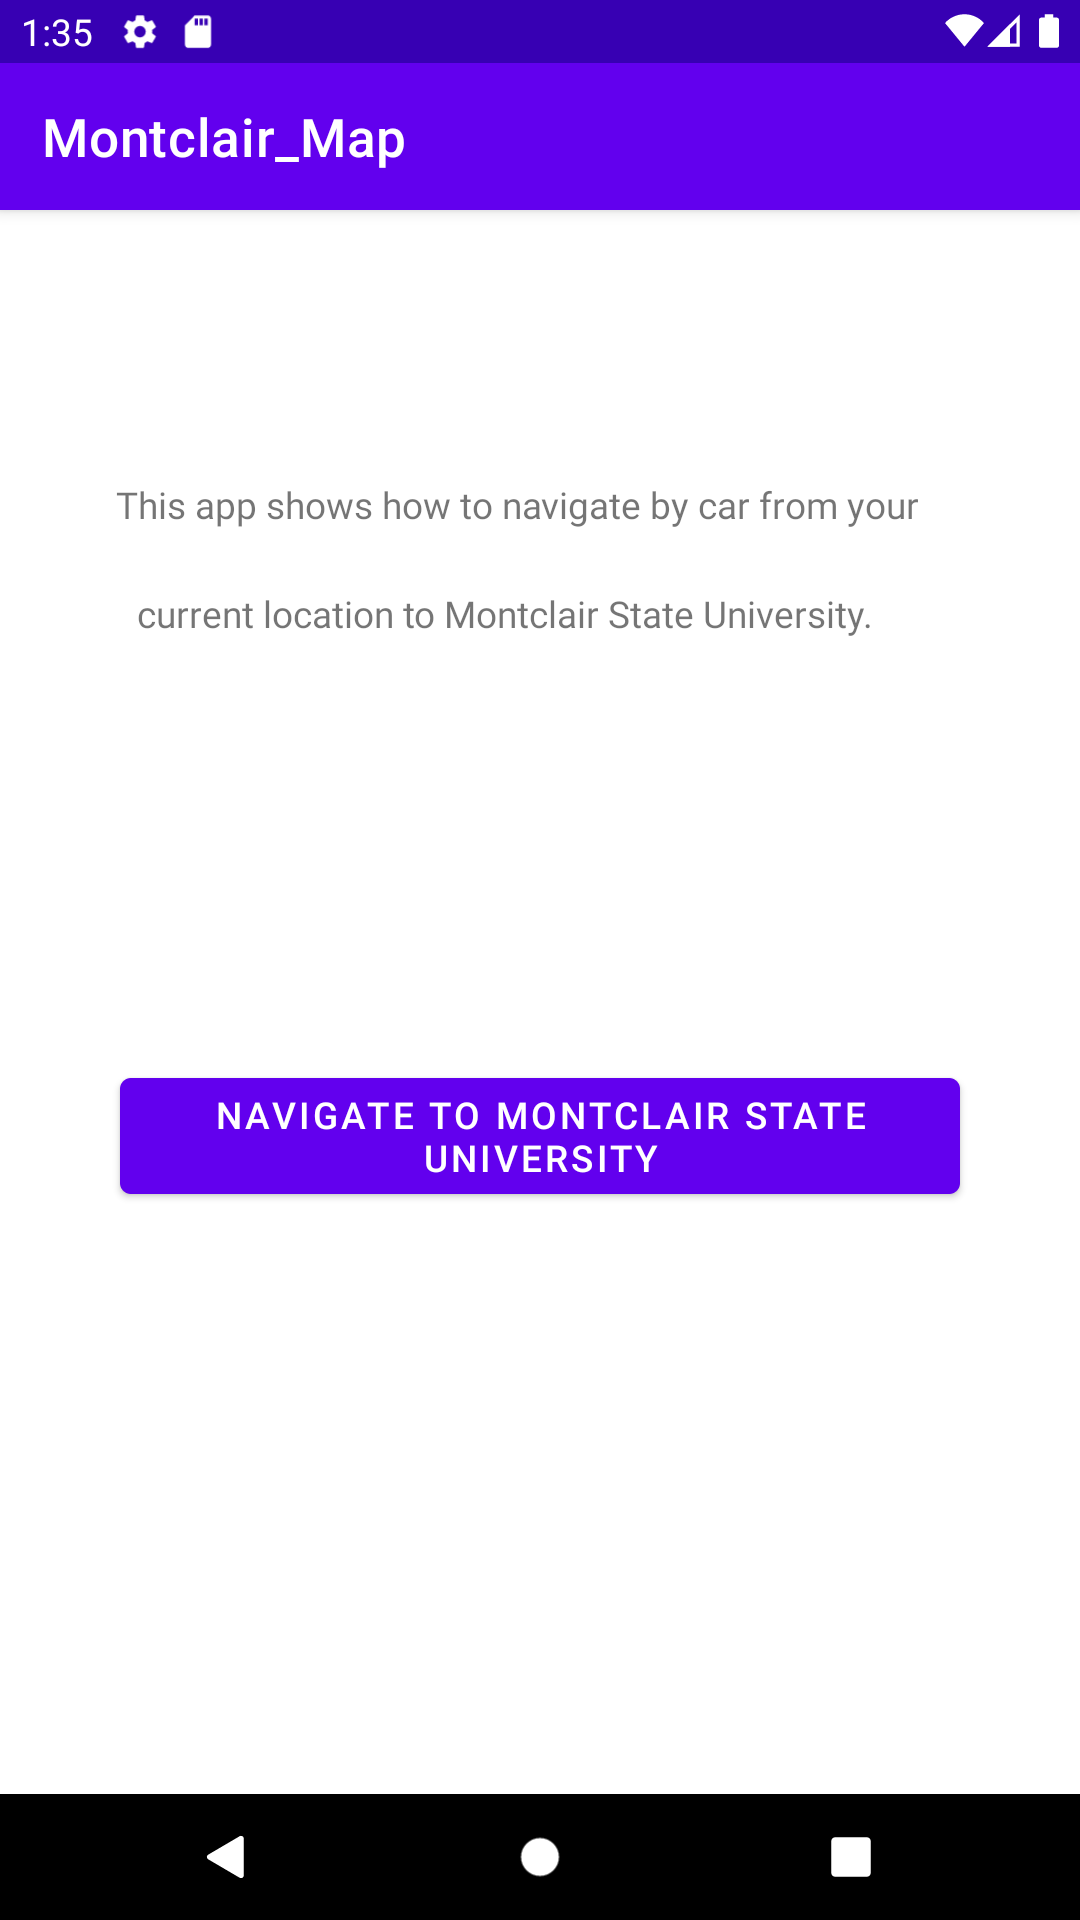 1:35
Montclair_Map
This app shows how to navigate by car from your
current location to Montclair State University.
NAVIGATE TO MONTCLAIR STATE
UNIVERSITY